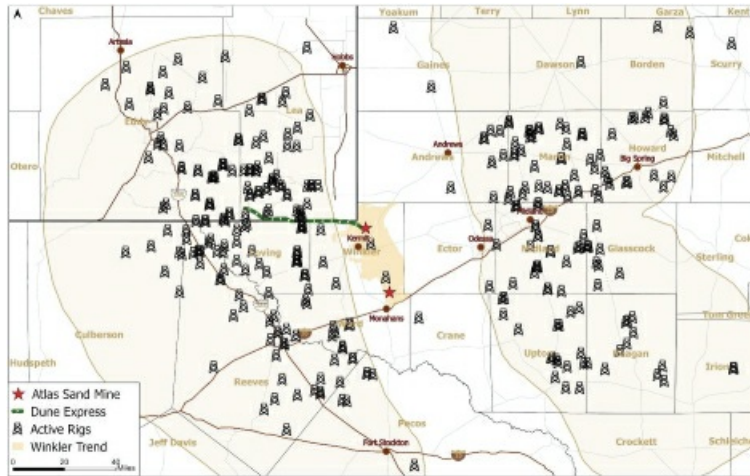 A
Chaves
Yoakum
Terry
Lynn
Garza
Kent
Artesia
Hobbs
Gaines
Dawson
Borden
Scurry
Lea
Eddy
Otero
Andrews
Andrews
Martin
Howard
Big Spring
Mitchell
Midland
Kermit
Winkler
Loving
Ector
Odessa
Midland
Glasscock
Sterling
Monahans
Culberson
Crane
Tom Green
Hudspeth
Upton
Reagan
Irion
Reeves
Pecos
Jeff Davis
Fort Stockton
Crockett
Schleiche
Atlas Sand Mine
Dune Express
Active Rigs
Winkler Trend
0 20 40
Miles